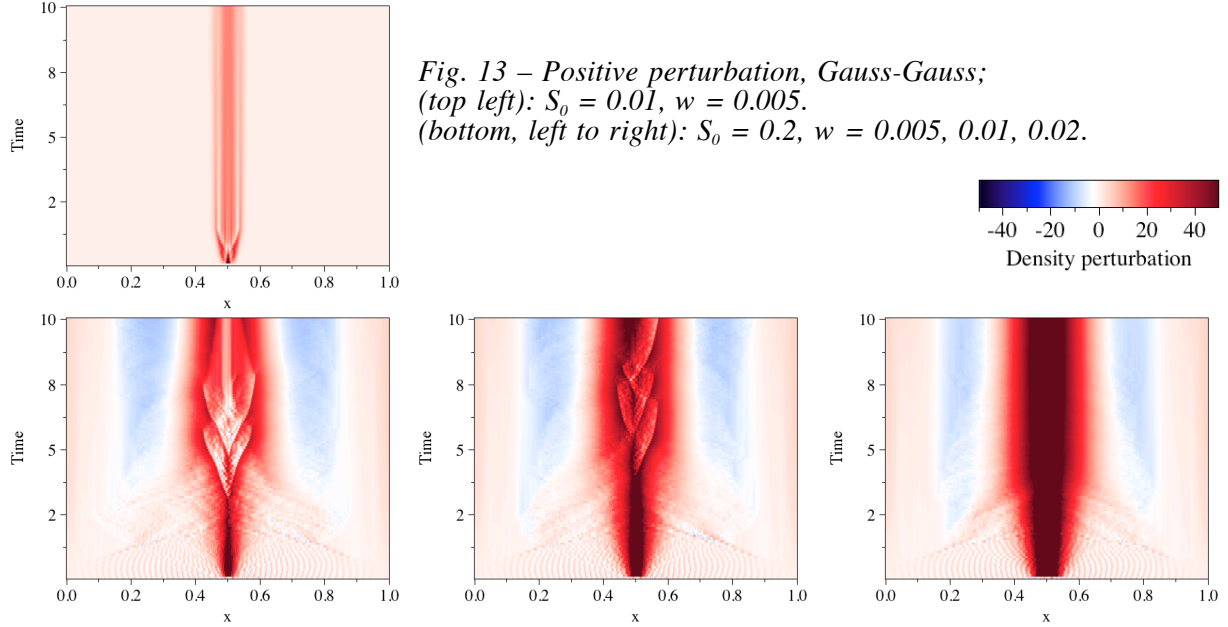 Fig. 13 – Positive perturbation, Gauss-Gauss;
(top left): S₀ = 0.01, w = 0.005.
(bottom, left to right): S₀ = 0.2, w = 0.005, 0.01, 0.02.
10
8
5
2
Time
0.0 0.2 0.4 0.6 0.8 1.0
x
-40 -20 0 20 40
Density perturbation
10
8
5
2
Time
0.0 0.2 0.4 0.6 0.8 1.0
x
10
8
5
2
Time
0.0 0.2 0.4 0.6 0.8 1.0
x
10
8
5
2
Time
0.0 0.2 0.4 0.6 0.8 1.0
x